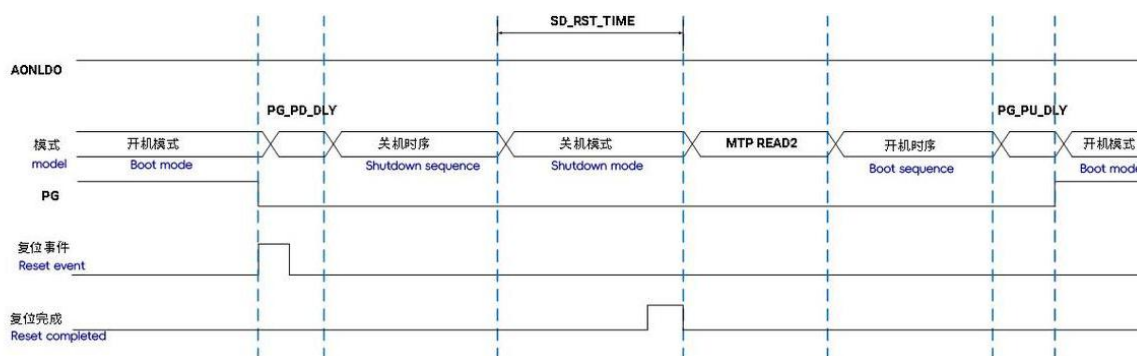 SD_RST_TIME
AONLDO
PG_PD_DLY
PG_PU_DLY
模式
开机模式
关机时序
关机模式
MTP READ2
开机时序
开机模式
model
Boot mode
Shutdown sequence
Shutdown mode
Boot sequence
Boot mode
PG
复位事件
Reset event
复位完成
Reset completed